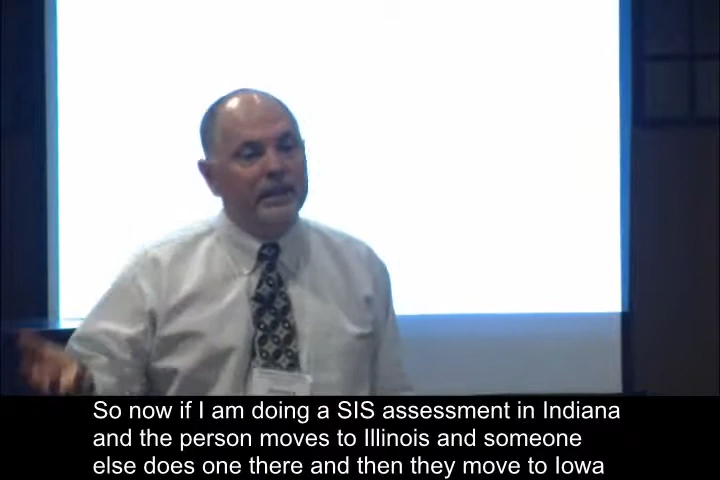 So now if I am doing a SIS assessment in Indiana
and the person moves to Illinois and someone
else does one there and then they move to Iowa